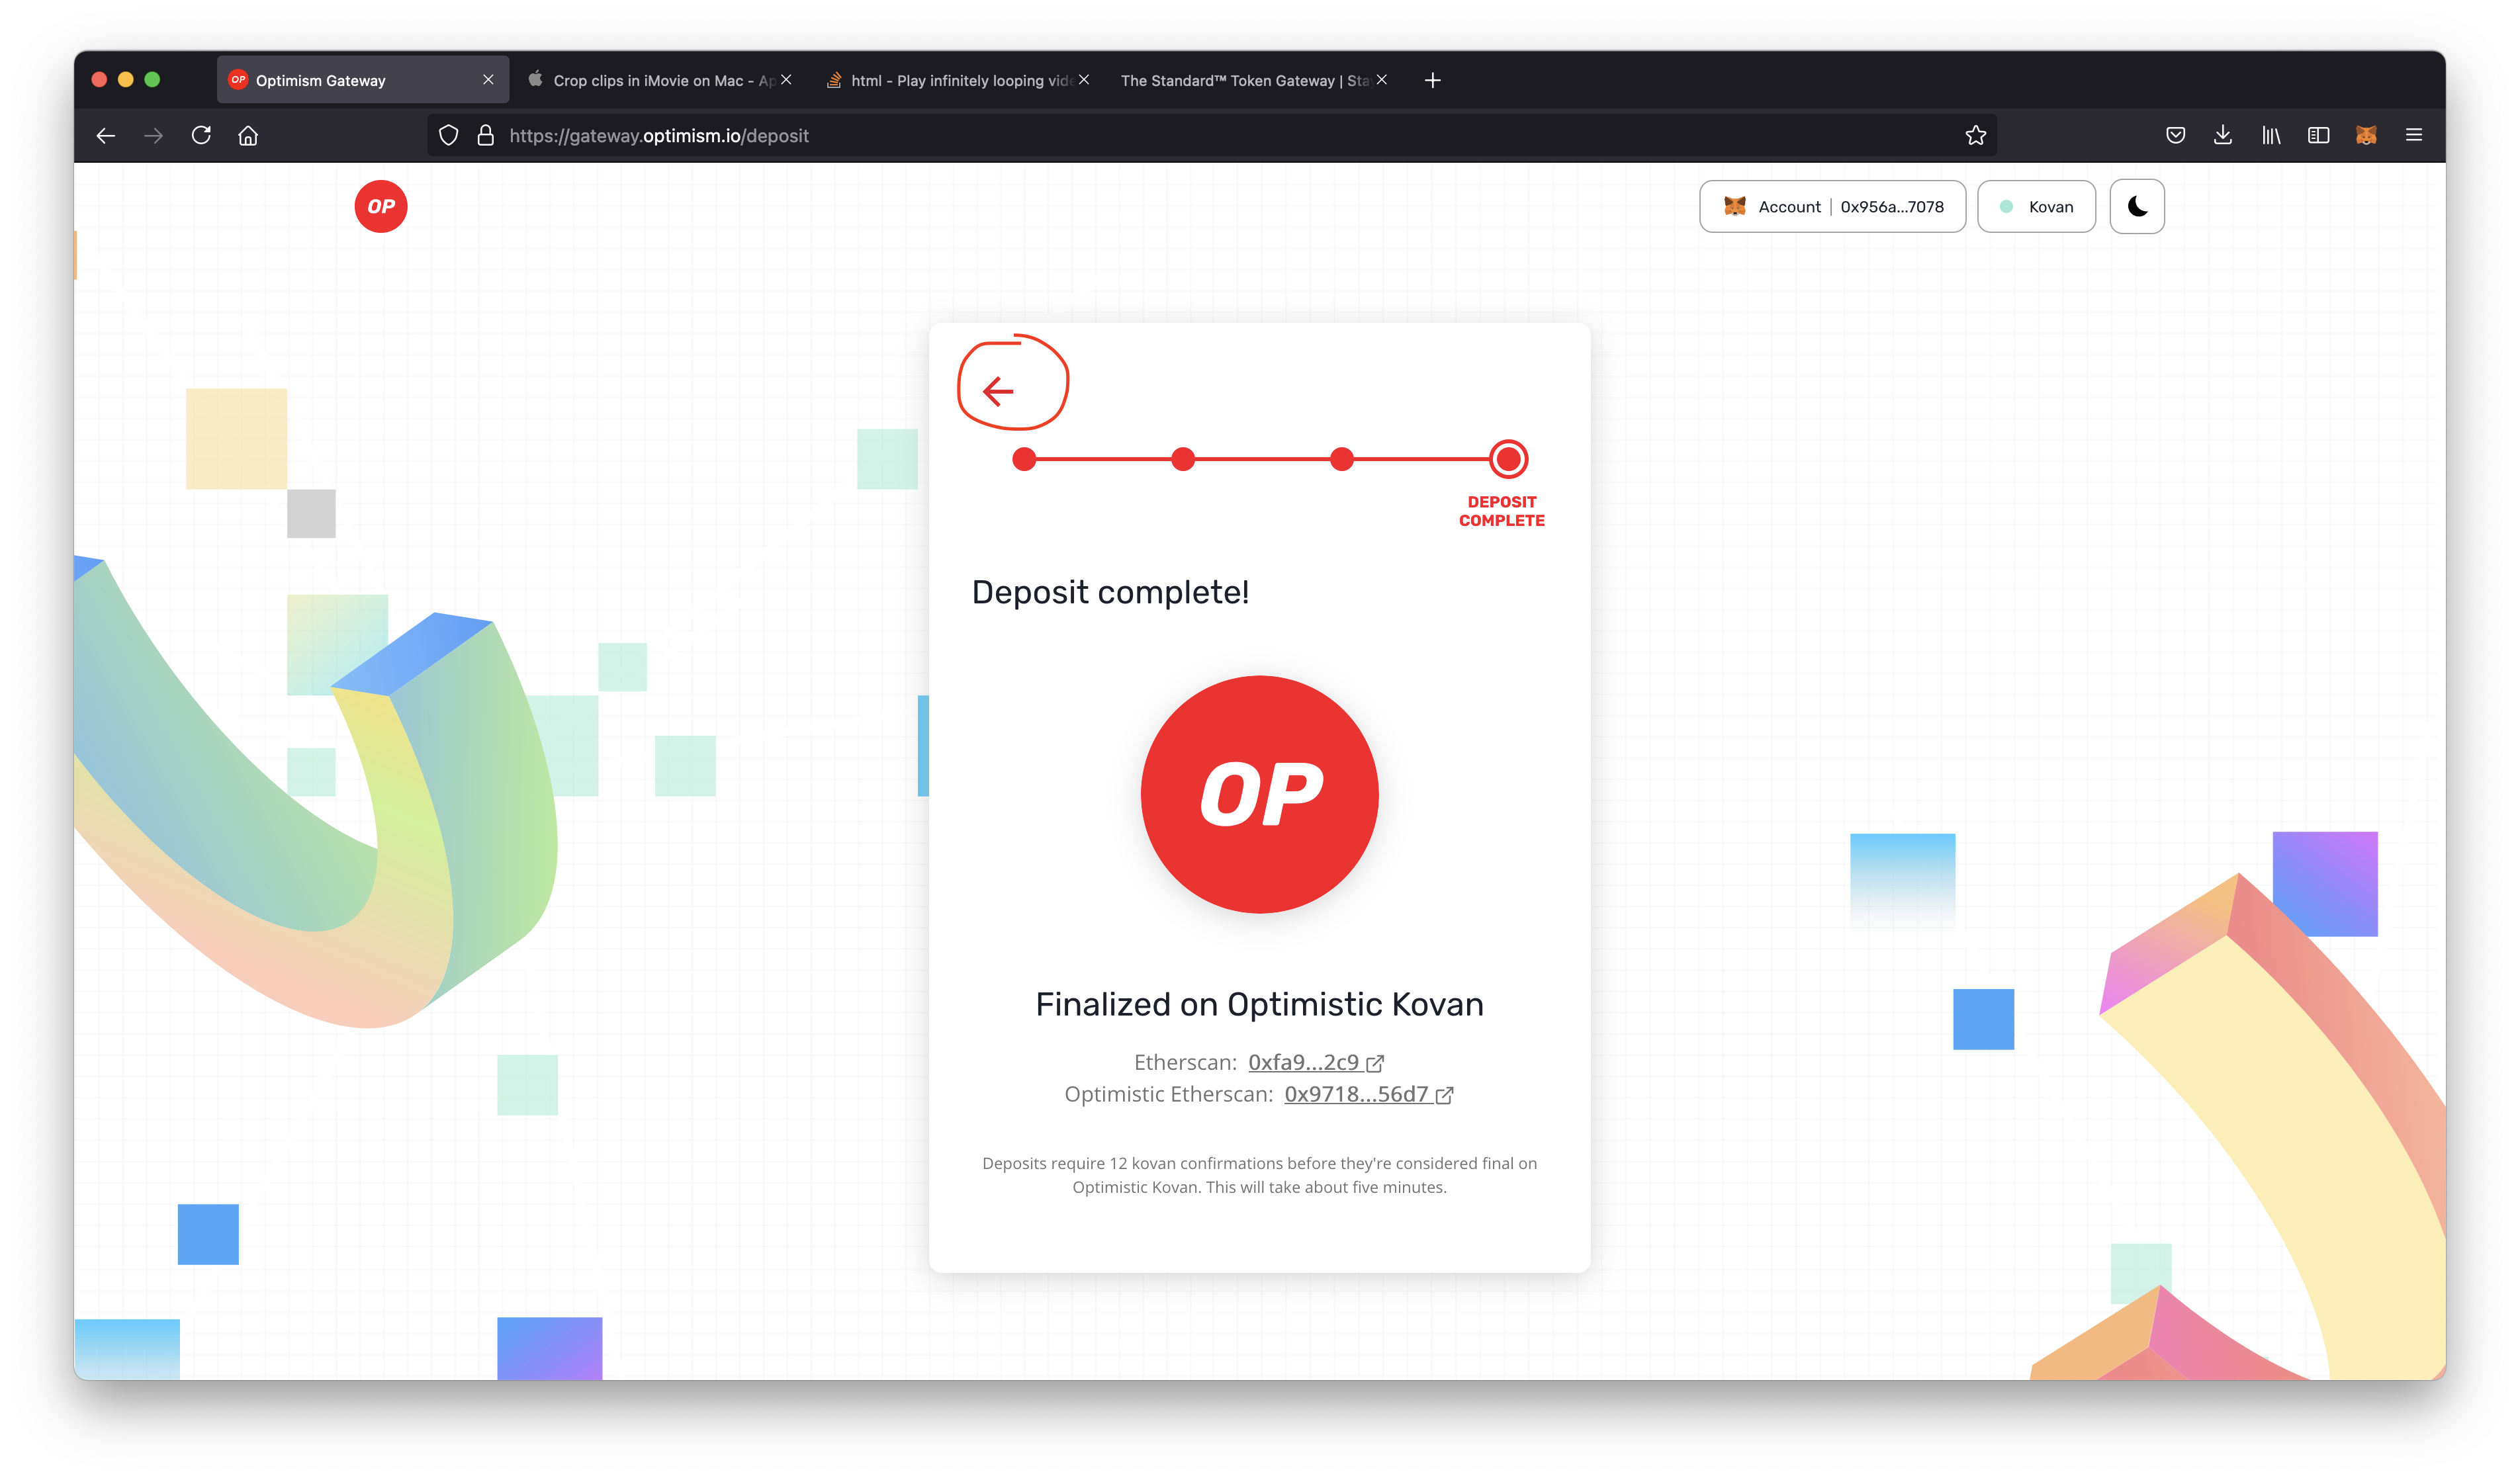 Optimism Gateway
Crop clips in iMovie on Mac - Ap
html - Play infinitely looping vide
The Standard™ Token Gateway | Sta
https://gateway.optimism.io/deposit
OP
Account | 0x956a...7078
Kovan
DEPOSIT
COMPLETE
Deposit complete!
OP
Finalized on Optimistic Kovan
Etherscan: 0xfa9...2c9
Optimistic Etherscan: 0x9718...56d7
Deposits require 12 kovan confirmations before they're considered final on
Optimistic Kovan. This will take about five minutes.